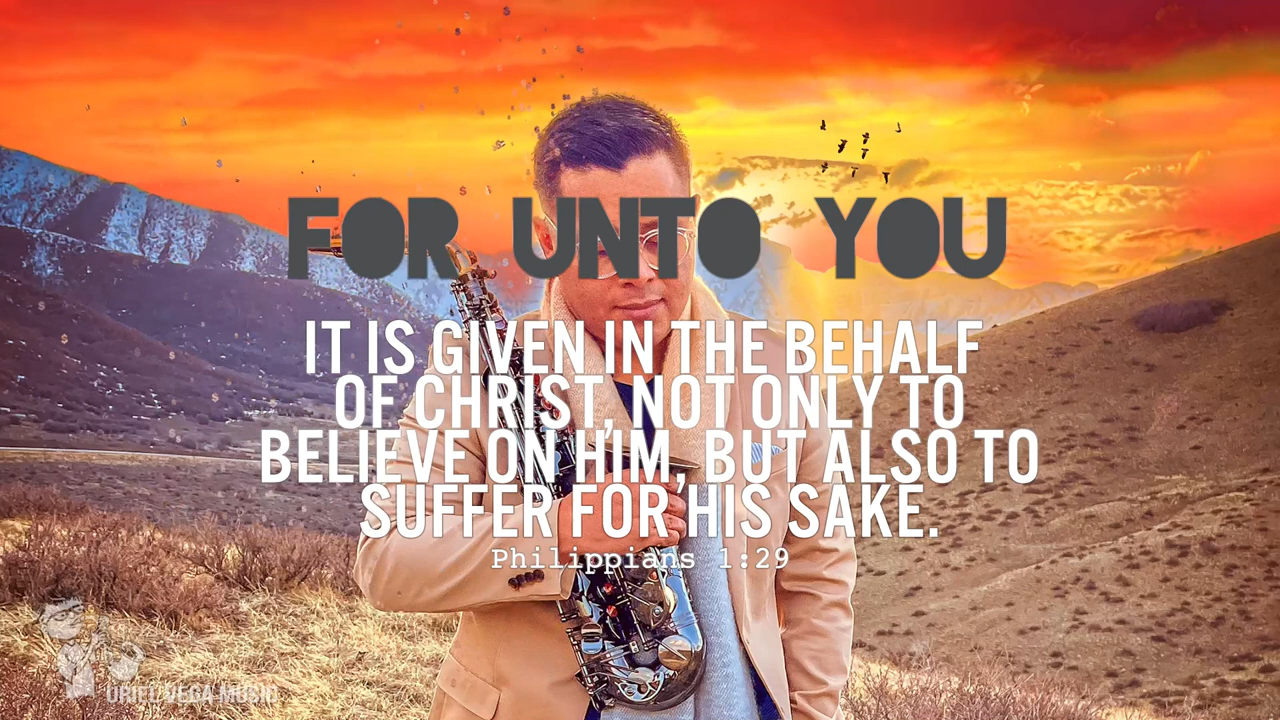 FOR UNTO YOU
IT IS GIVEN IN THE BEHALF
OF CHRIST, NOT ONLY TO
BELIEVE ON HIM, BUT ALSO TO
SUFFER FOR HIS SAKE.
Philippians 1:29
URIEL VEGA MUSIC